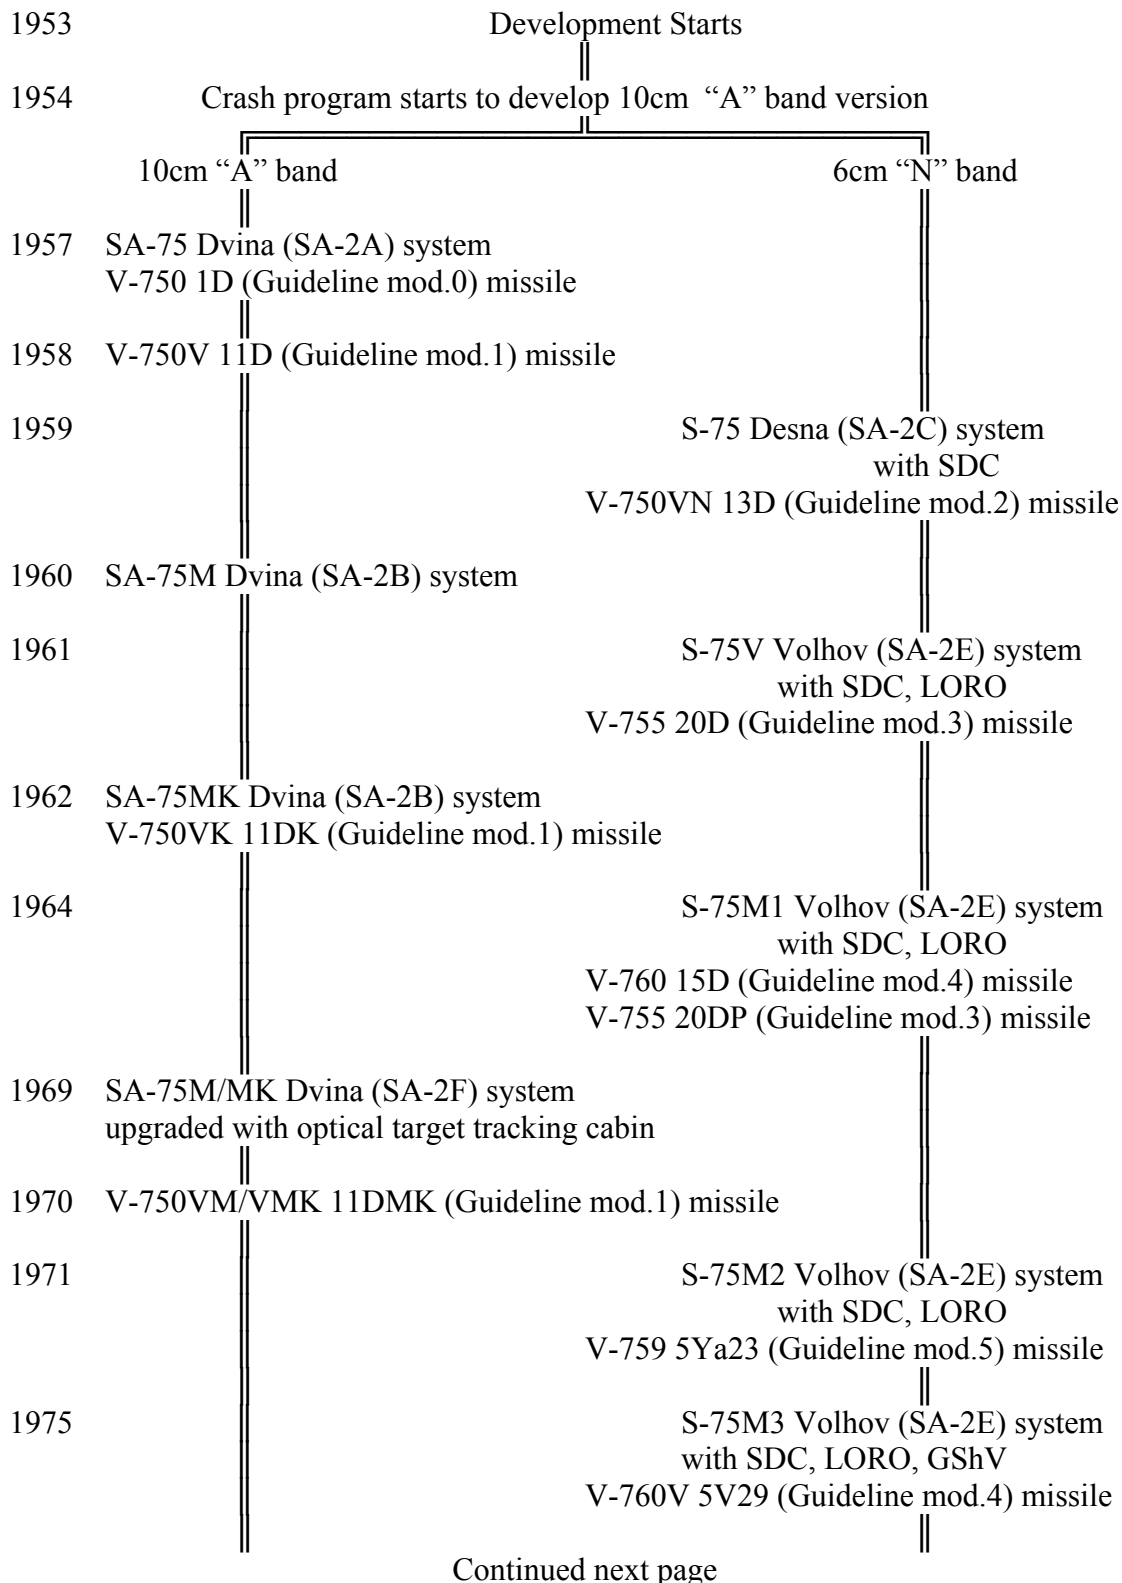 1953 Development Starts
1954 Crash program starts to develop 10cm “A” band version
10cm “A” band 6cm “N” band
1957 SA-75 Dvina (SA-2A) system
V-750 1D (Guideline mod.0) missile
1958 V-750V 11D (Guideline mod.1) missile
1959 S-75 Desna (SA-2C) system
with SDC
V-750VN 13D (Guideline mod.2) missile
1960 SA-75M Dvina (SA-2B) system
1961 S-75V Volhov (SA-2E) system
with SDC, LORO
V-755 20D (Guideline mod.3) missile
1962 SA-75MK Dvina (SA-2B) system
V-750VK 11DK (Guideline mod.1) missile
1964 S-75M1 Volhov (SA-2E) system
with SDC, LORO
V-760 15D (Guideline mod.4) missile
V-755 20DP (Guideline mod.3) missile
1969 SA-75M/MK Dvina (SA-2F) system
upgraded with optical target tracking cabin
1970 V-750VM/VMK 11DMK (Guideline mod.1) missile
1971 S-75M2 Volhov (SA-2E) system
with SDC, LORO
V-759 5Ya23 (Guideline mod.5) missile
1975 S-75M3 Volhov (SA-2E) system
with SDC, LORO, GShV
V-760V 5V29 (Guideline mod.4) missile
Continued next page